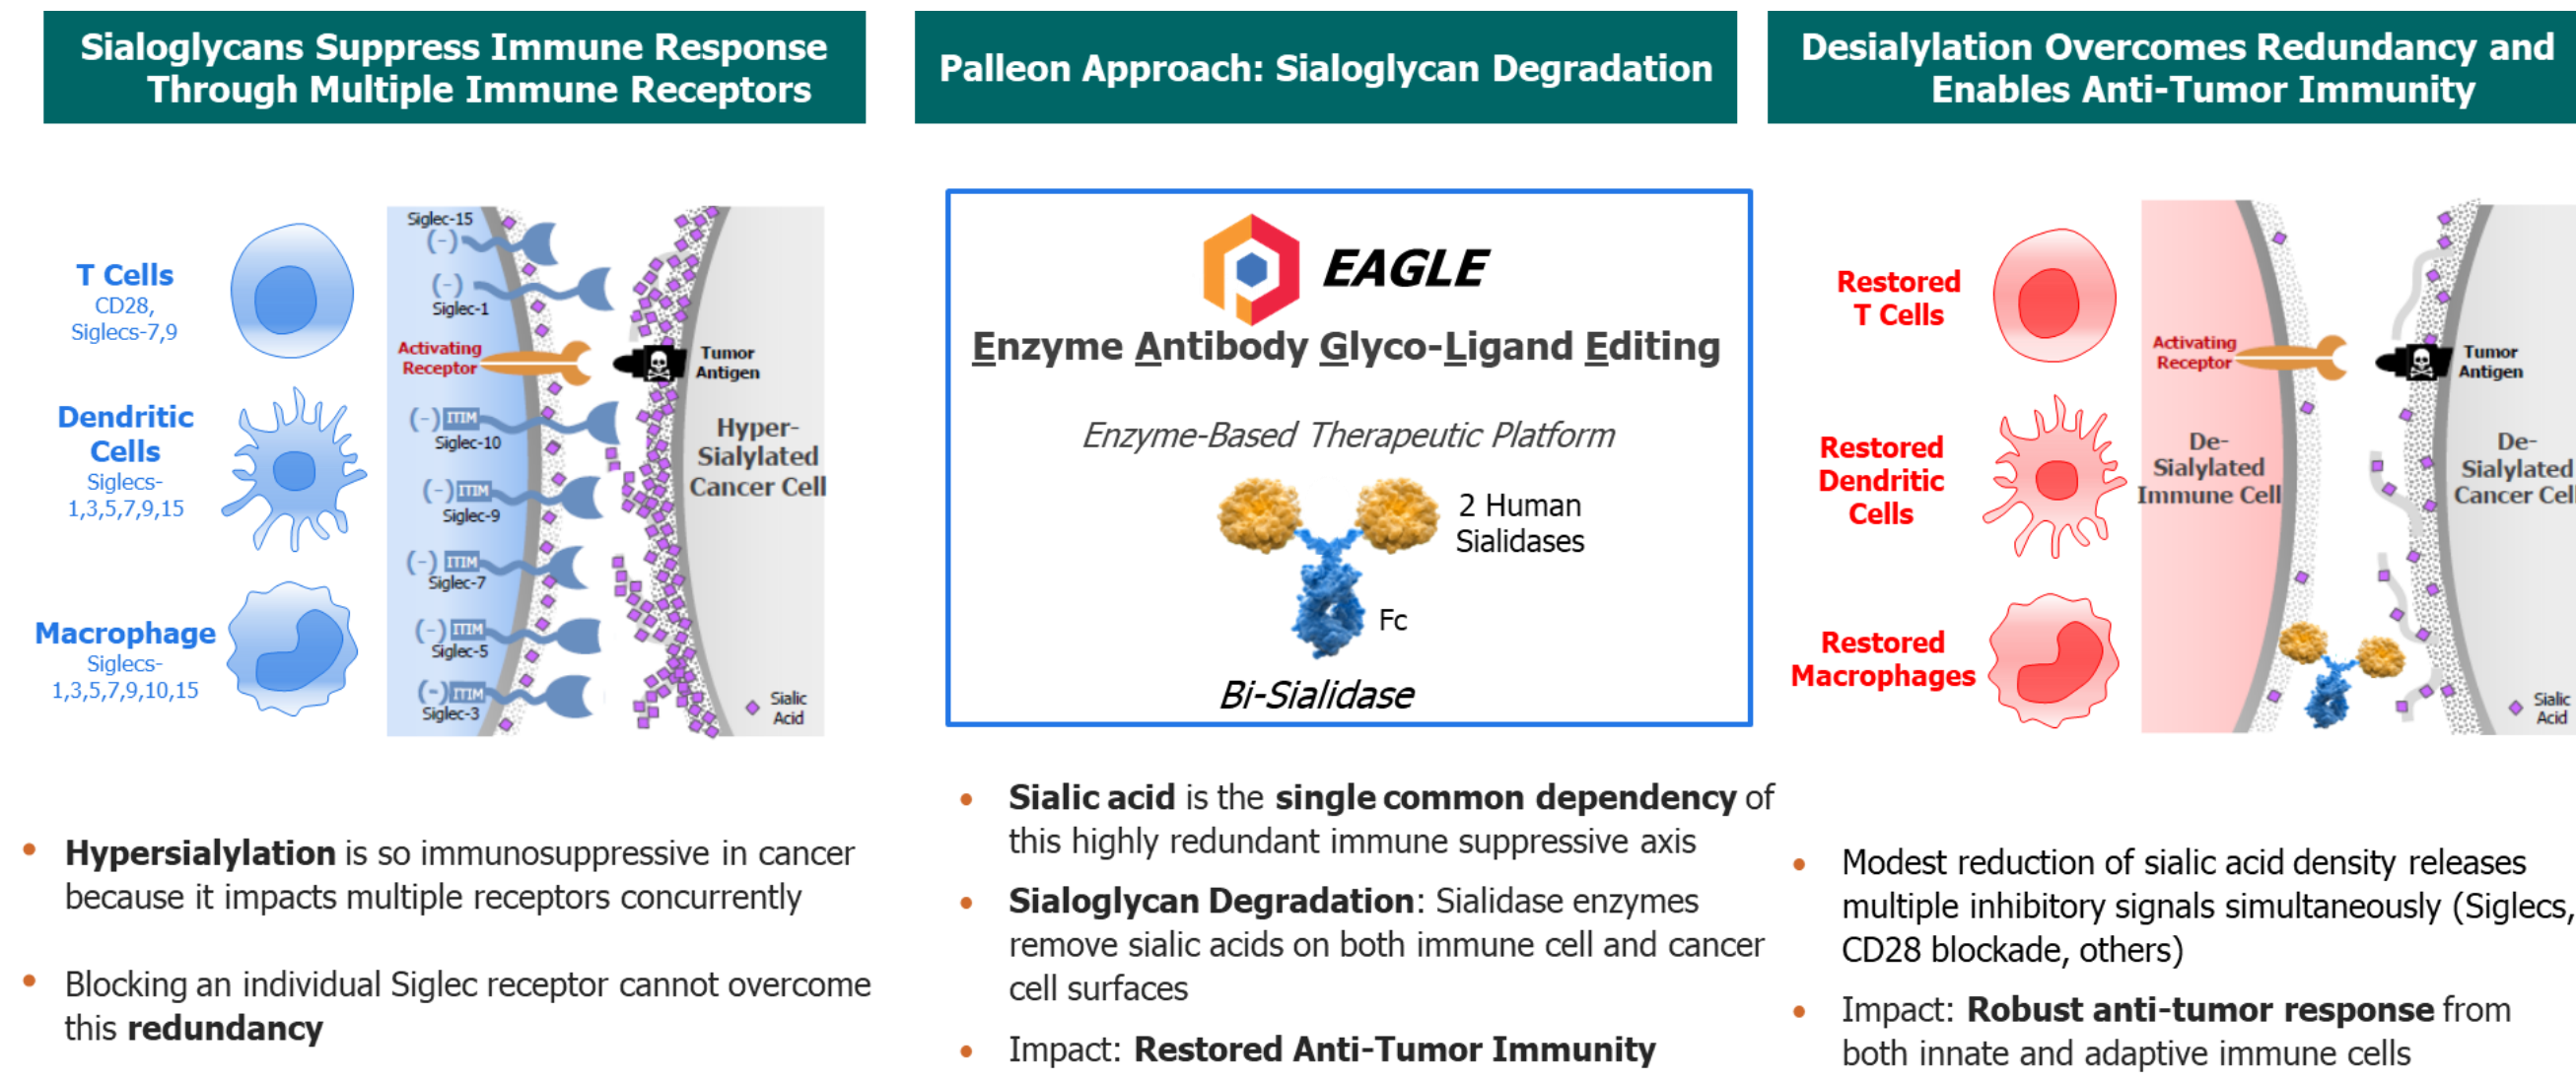 Sialoglycans Suppress Immune Response
Through Multiple Immune Receptors
T Cells
CD28,
Siglecs-7,9
Dendritic
Cells
Siglecs-
1,3,5,7,9,15
Macrophage
Siglecs-
1,3,5,7,9,10,15
Siglec-15
(-)
(-)
Siglec-1
Activating
Receptor
Tumor
Antigen
(-) ITIM
Siglec-10
Hyper-
Sialylated
Cancer Cell
(-) ITIM
Siglec-9
(-) ITIM
Siglec-7
(-) ITIM
Siglec-5
(-) ITIM
Siglec-3
Sialic
Acid
• Hypersialylation is so immunosuppressive in cancer
because it impacts multiple receptors concurrently
• Blocking an individual Siglec receptor cannot overcome
this redundancy
Palleon Approach: Sialoglycan Degradation
EAGLE
Enzyme Antibody Glyco-Ligand Editing
Enzyme-Based Therapeutic Platform
2 Human
Sialidases
Fc
Bi-Sialidase
• Sialic acid is the single common dependency of
this highly redundant immune suppressive axis
• Sialoglycan Degradation: Sialidase enzymes
remove sialic acids on both immune cell and cancer
cell surfaces
• Impact: Restored Anti-Tumor Immunity
Desialylation Overcomes Redundancy and
Enables Anti-Tumor Immunity
Restored
T Cells
Restored
Dendritic
Cells
Restored
Macrophages
Activating
Receptor
Tumor
Antigen
De-
Sialylated
Immune Cell
De-
Sialylated
Cancer Cell
Sialic
Acid
• Modest reduction of sialic acid density releases
multiple inhibitory signals simultaneously (Siglecs,
CD28 blockade, others)
• Impact: Robust anti-tumor response from
both innate and adaptive immune cells